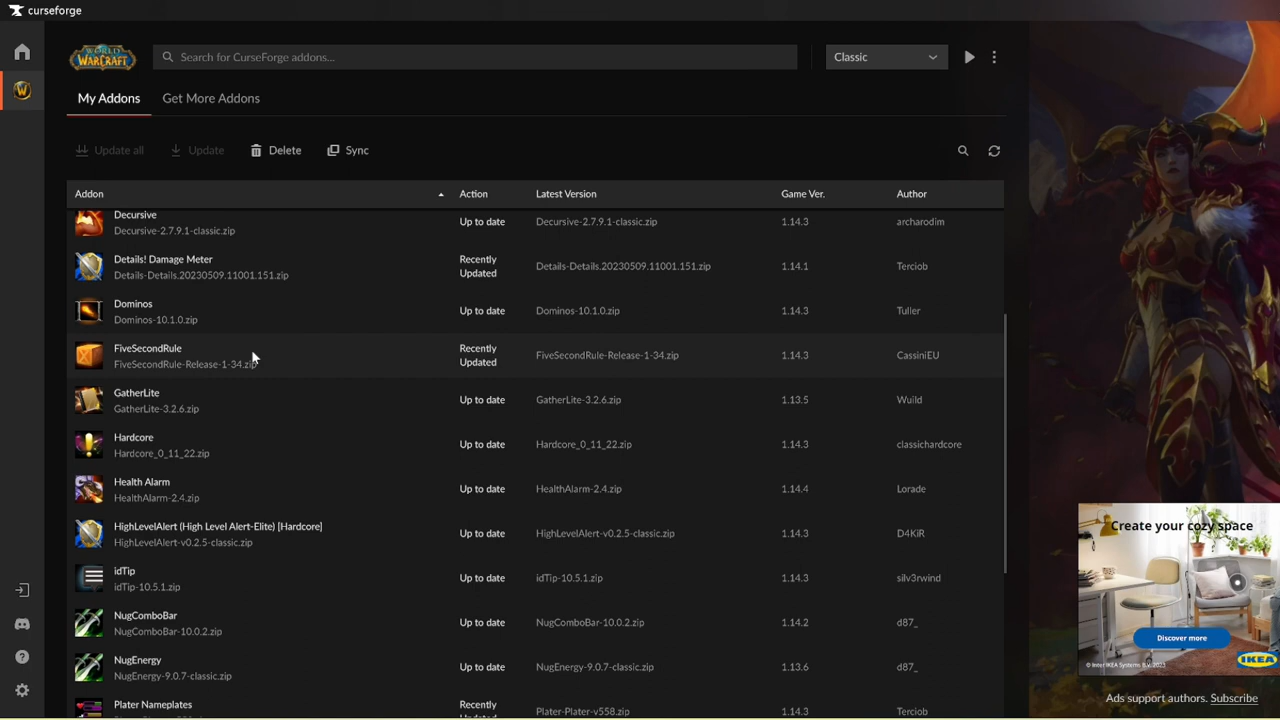 curseforge
WORLD
WARCRAFT
Search for CurseForge addons...
Classic
My Addons
Get More Addons
Update all
Update
Delete
Sync
Addon
Action
Latest Version
Game Ver.
Author
Decursive
Decursive-2.7.9.1-classic.zip
Up to date
Decursive-2.7.9.1-classic.zip
1.14.3
archarodim
Details! Damage Meter
Details-Details.20230509.11001.151.zip
Recently
Updated
Details-Details.20230509.11001.151.zip
1.14.1
Terciob
Dominos
Dominos-10.1.0.zip
Up to date
Dominos-10.1.0.zip
1.14.3
Tuller
FiveSecondRule
FiveSecondRule-Release-1-34.zip
Recently
Updated
FiveSecondRule-Release-1-34.zip
1.14.3
CassiniEU
GatherLite
GatherLite-3.2.6.zip
Up to date
GatherLite-3.2.6.zip
1.13.5
Wuild
Hardcore
Hardcore_0_11_22.zip
Up to date
Hardcore_0_11_22.zip
1.14.3
classichardcore
Health Alarm
HealthAlarm-2.4.zip
Up to date
HealthAlarm-2.4.zip
1.14.4
Lorade
HighLevelAlert (High Level Alert-Elite) [Hardcore]
HighLevelAlert-v0.2.5-classic.zip
Up to date
HighLevelAlert-v0.2.5-classic.zip
1.14.3
D4KiR
idTip
idTip-10.5.1.zip
Up to date
idTip-10.5.1.zip
1.14.3
silv3rwind
NugComboBar
NugComboBar-10.0.2.zip
Up to date
NugComboBar-10.0.2.zip
1.14.2
d87_
NugEnergy
NugEnergy-9.0.7-classic.zip
Up to date
NugEnergy-9.0.7-classic.zip
1.13.6
d87_
Plater Nameplates
Recently
Plater-Plater-v558.zip
1.14.3
Terciob
Create your cozy space
Discover more
© Inter IKEA Systems B.V. 2023
IKEA
Ads support authors. Subscribe